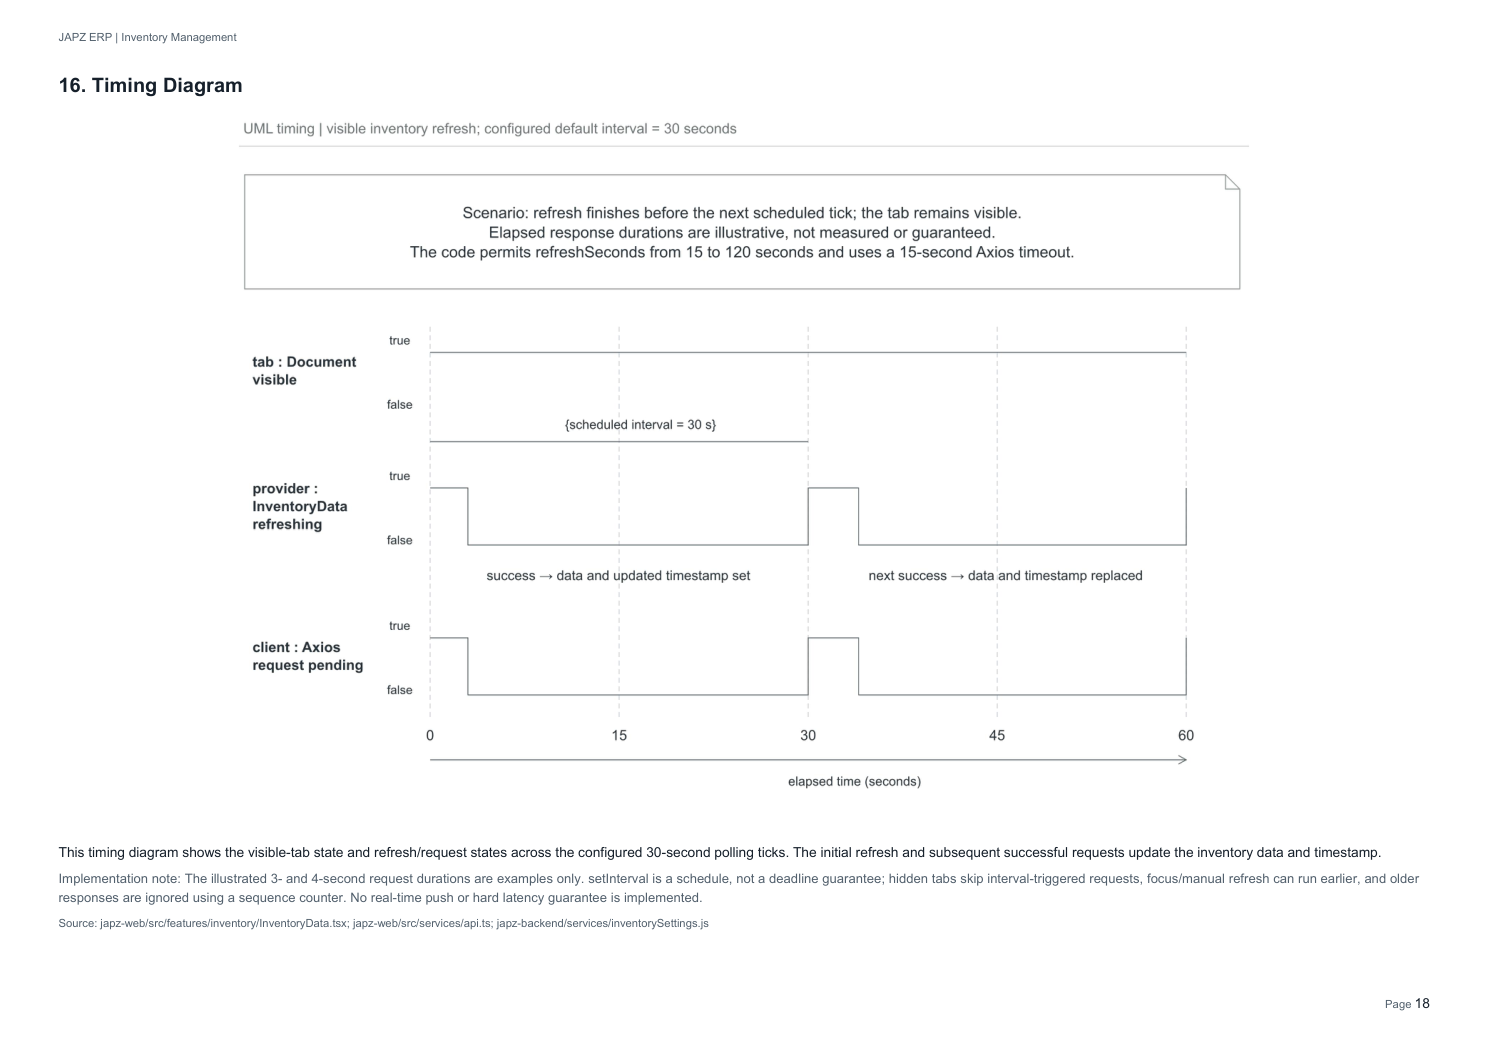 JAPZ ERP | Inventory Management
16. Timing Diagram
UML timing | visible inventory refresh; configured default interval = 30 seconds
Scenario: refresh finishes before the next scheduled tick; the tab remains visible.
Elapsed response durations are illustrative, not measured or guaranteed.
The code permits refreshSeconds from 15 to 120 seconds and uses a 15-second Axios timeout.
true
tab : Document
visible
false
{scheduled interval = 30 s}
true
provider :
InventoryData
refreshing
false
success → data and updated timestamp set
next success → data and timestamp replaced
true
client : Axios
request pending
false
0 15 30 45 60
elapsed time (seconds)
This timing diagram shows the visible-tab state and refresh/request states across the configured 30-second polling ticks. The initial refresh and subsequent successful requests update the inventory data and timestamp.
Implementation note: The illustrated 3- and 4-second request durations are examples only. setInterval is a schedule, not a deadline guarantee; hidden tabs skip interval-triggered requests, focus/manual refresh can run earlier, and older
responses are ignored using a sequence counter. No real-time push or hard latency guarantee is implemented.
Source: japz-web/src/features/inventory/InventoryData.tsx; japz-web/src/services/api.ts; japz-backend/services/inventorySettings.js
Page 18